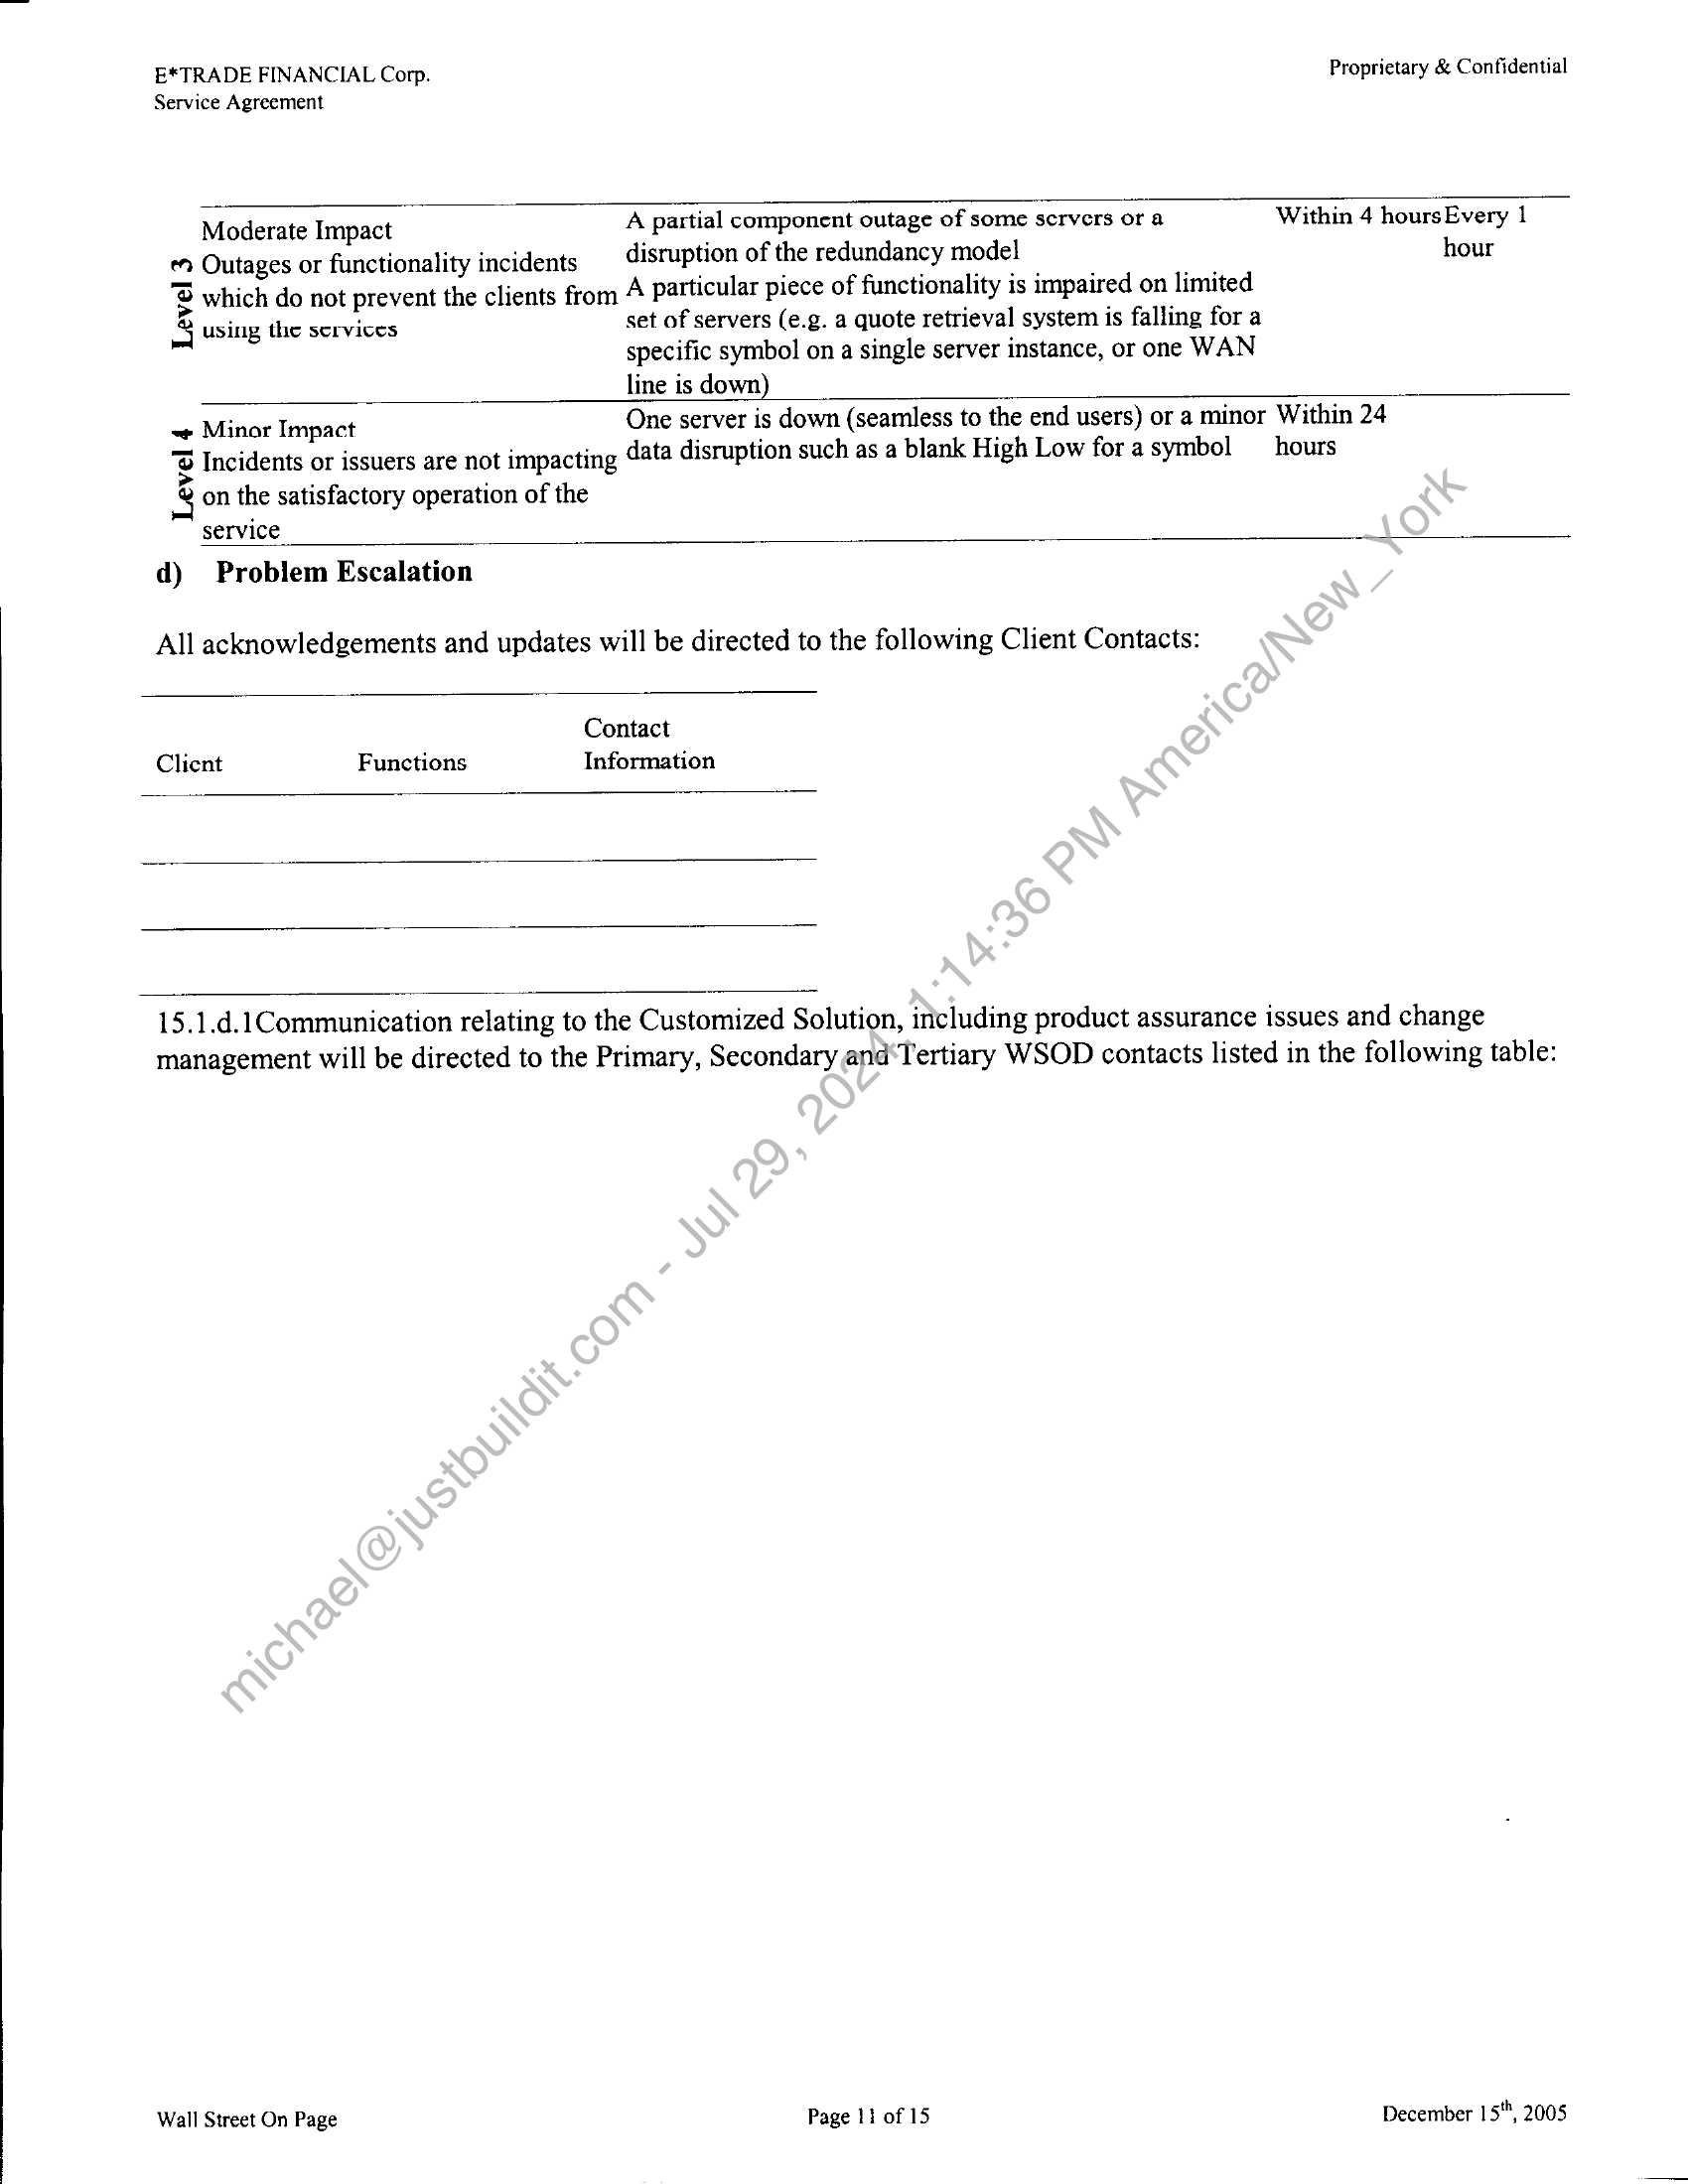 E*TRADE FINANCIAL Corp.
Service Agreement
Proprietary & Confidential
Level 3
Moderate Impact
Outages or functionality incidents
which do not prevent the clients from
using the services
A partial component outage of some servers or a
disruption of the redundancy model
A particular piece of functionality is impaired on limited
set of servers (e.g. a quote retrieval system is falling for a
specific symbol on a single server instance, or one WAN
line is down)
Within 4 hours
Every 1
hour
Level 4
Minor Impact
Incidents or issuers are not impacting
on the satisfactory operation of the
service
One server is down (seamless to the end users) or a minor
data disruption such as a blank High Low for a symbol
Within 24
hours
d) Problem Escalation
All acknowledgements and updates will be directed to the following Client Contacts:
Client
Functions
Contact
Information
15.1.d.1Communication relating to the Customized Solution, including product assurance issues and change
management will be directed to the Primary, Secondary and Tertiary WSOD contacts listed in the following table:
michael@justbuildit.com - Jul 29, 2024, 1:14:36 PM America/New_York
Wall Street On Page
Page 11 of 15
December 15th, 2005